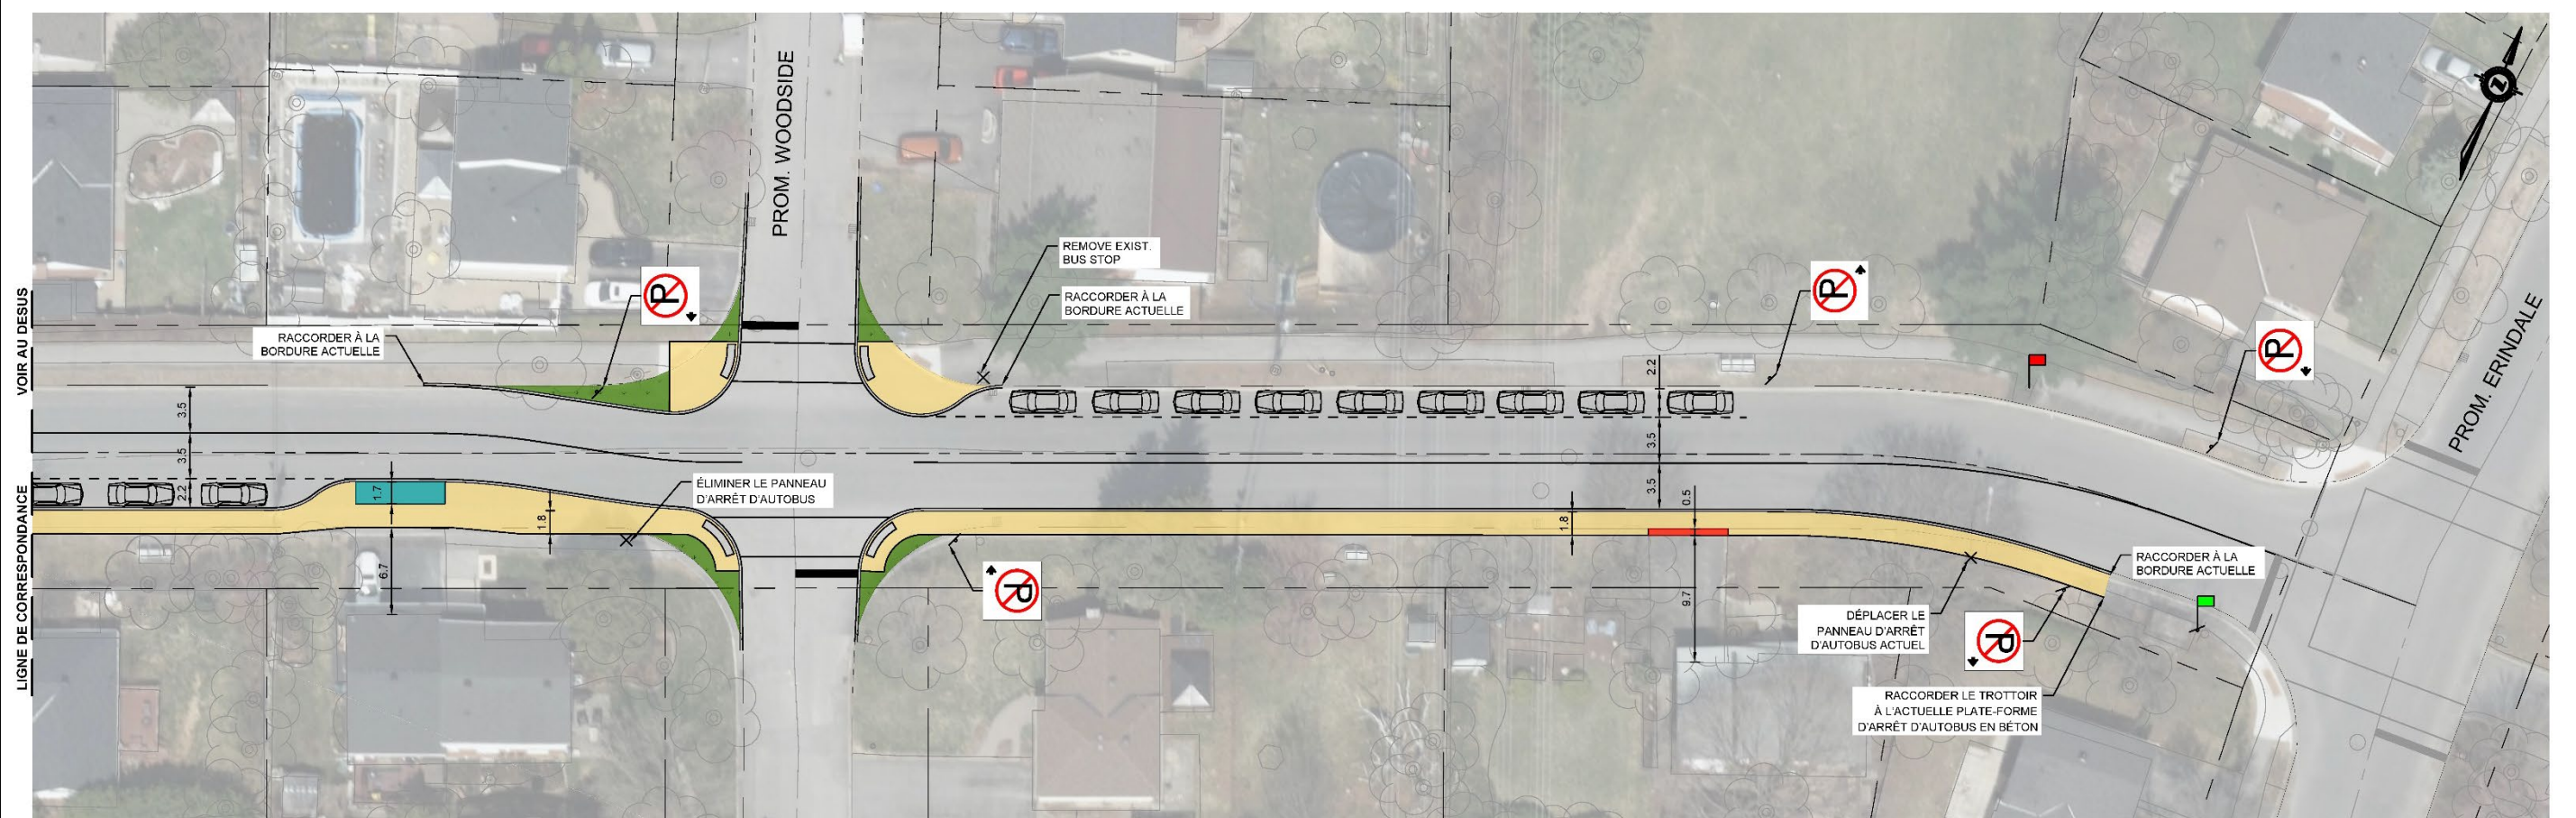 PROM. WOODSIDE
VOIR AU DESUS
LIGNE DE CORRESPONDANCE
RACCORDER À LA
BORDURE ACTUELLE
P
REMOVE EXIST.
BUS STOP
RACCORDER À LA
BORDURE ACTUELLE
P
P
PROM. ERINDALE
Z
3.5
3.5
2.2
1.7
6.7
1.8
ÉLIMINER LE PANNEAU
D'ARRÊT D'AUTOBUS
P
2.2
3.5
3.5
0.5
1.8
9.7
RACCORDER À LA
BORDURE ACTUELLE
DÉPLACER LE
PANNEAU D'ARRÊT
D'AUTOBUS ACTUEL
P
RACCORDER LE TROTTOIR
À L'ACTUELLE PLATE-FORME
D'ARRÊT D'AUTOBUS EN BÉTON